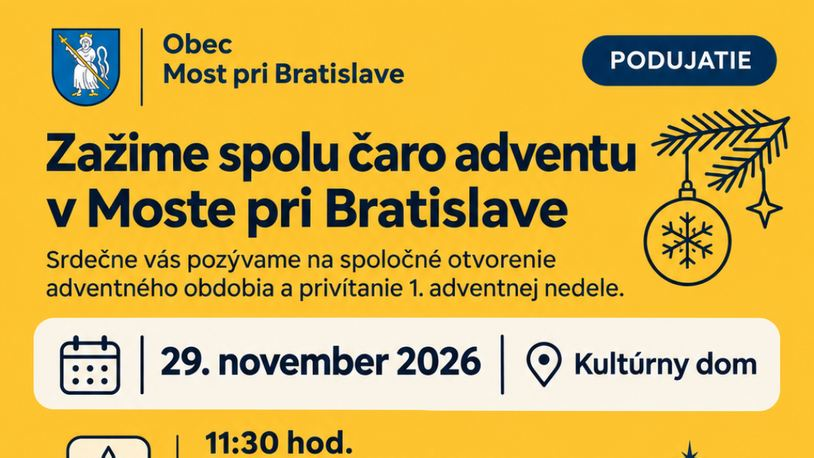 Obec
Most pri Bratislave
PODUJATIE
Zažime spolu čaro adventu
v Moste pri Bratislave
Srdečne vás pozývame na spoločné otvorenie
adventného obdobia a privítanie 1. adventnej nedele.
29. november 2026
Kultúrny dom
11:30 hod.